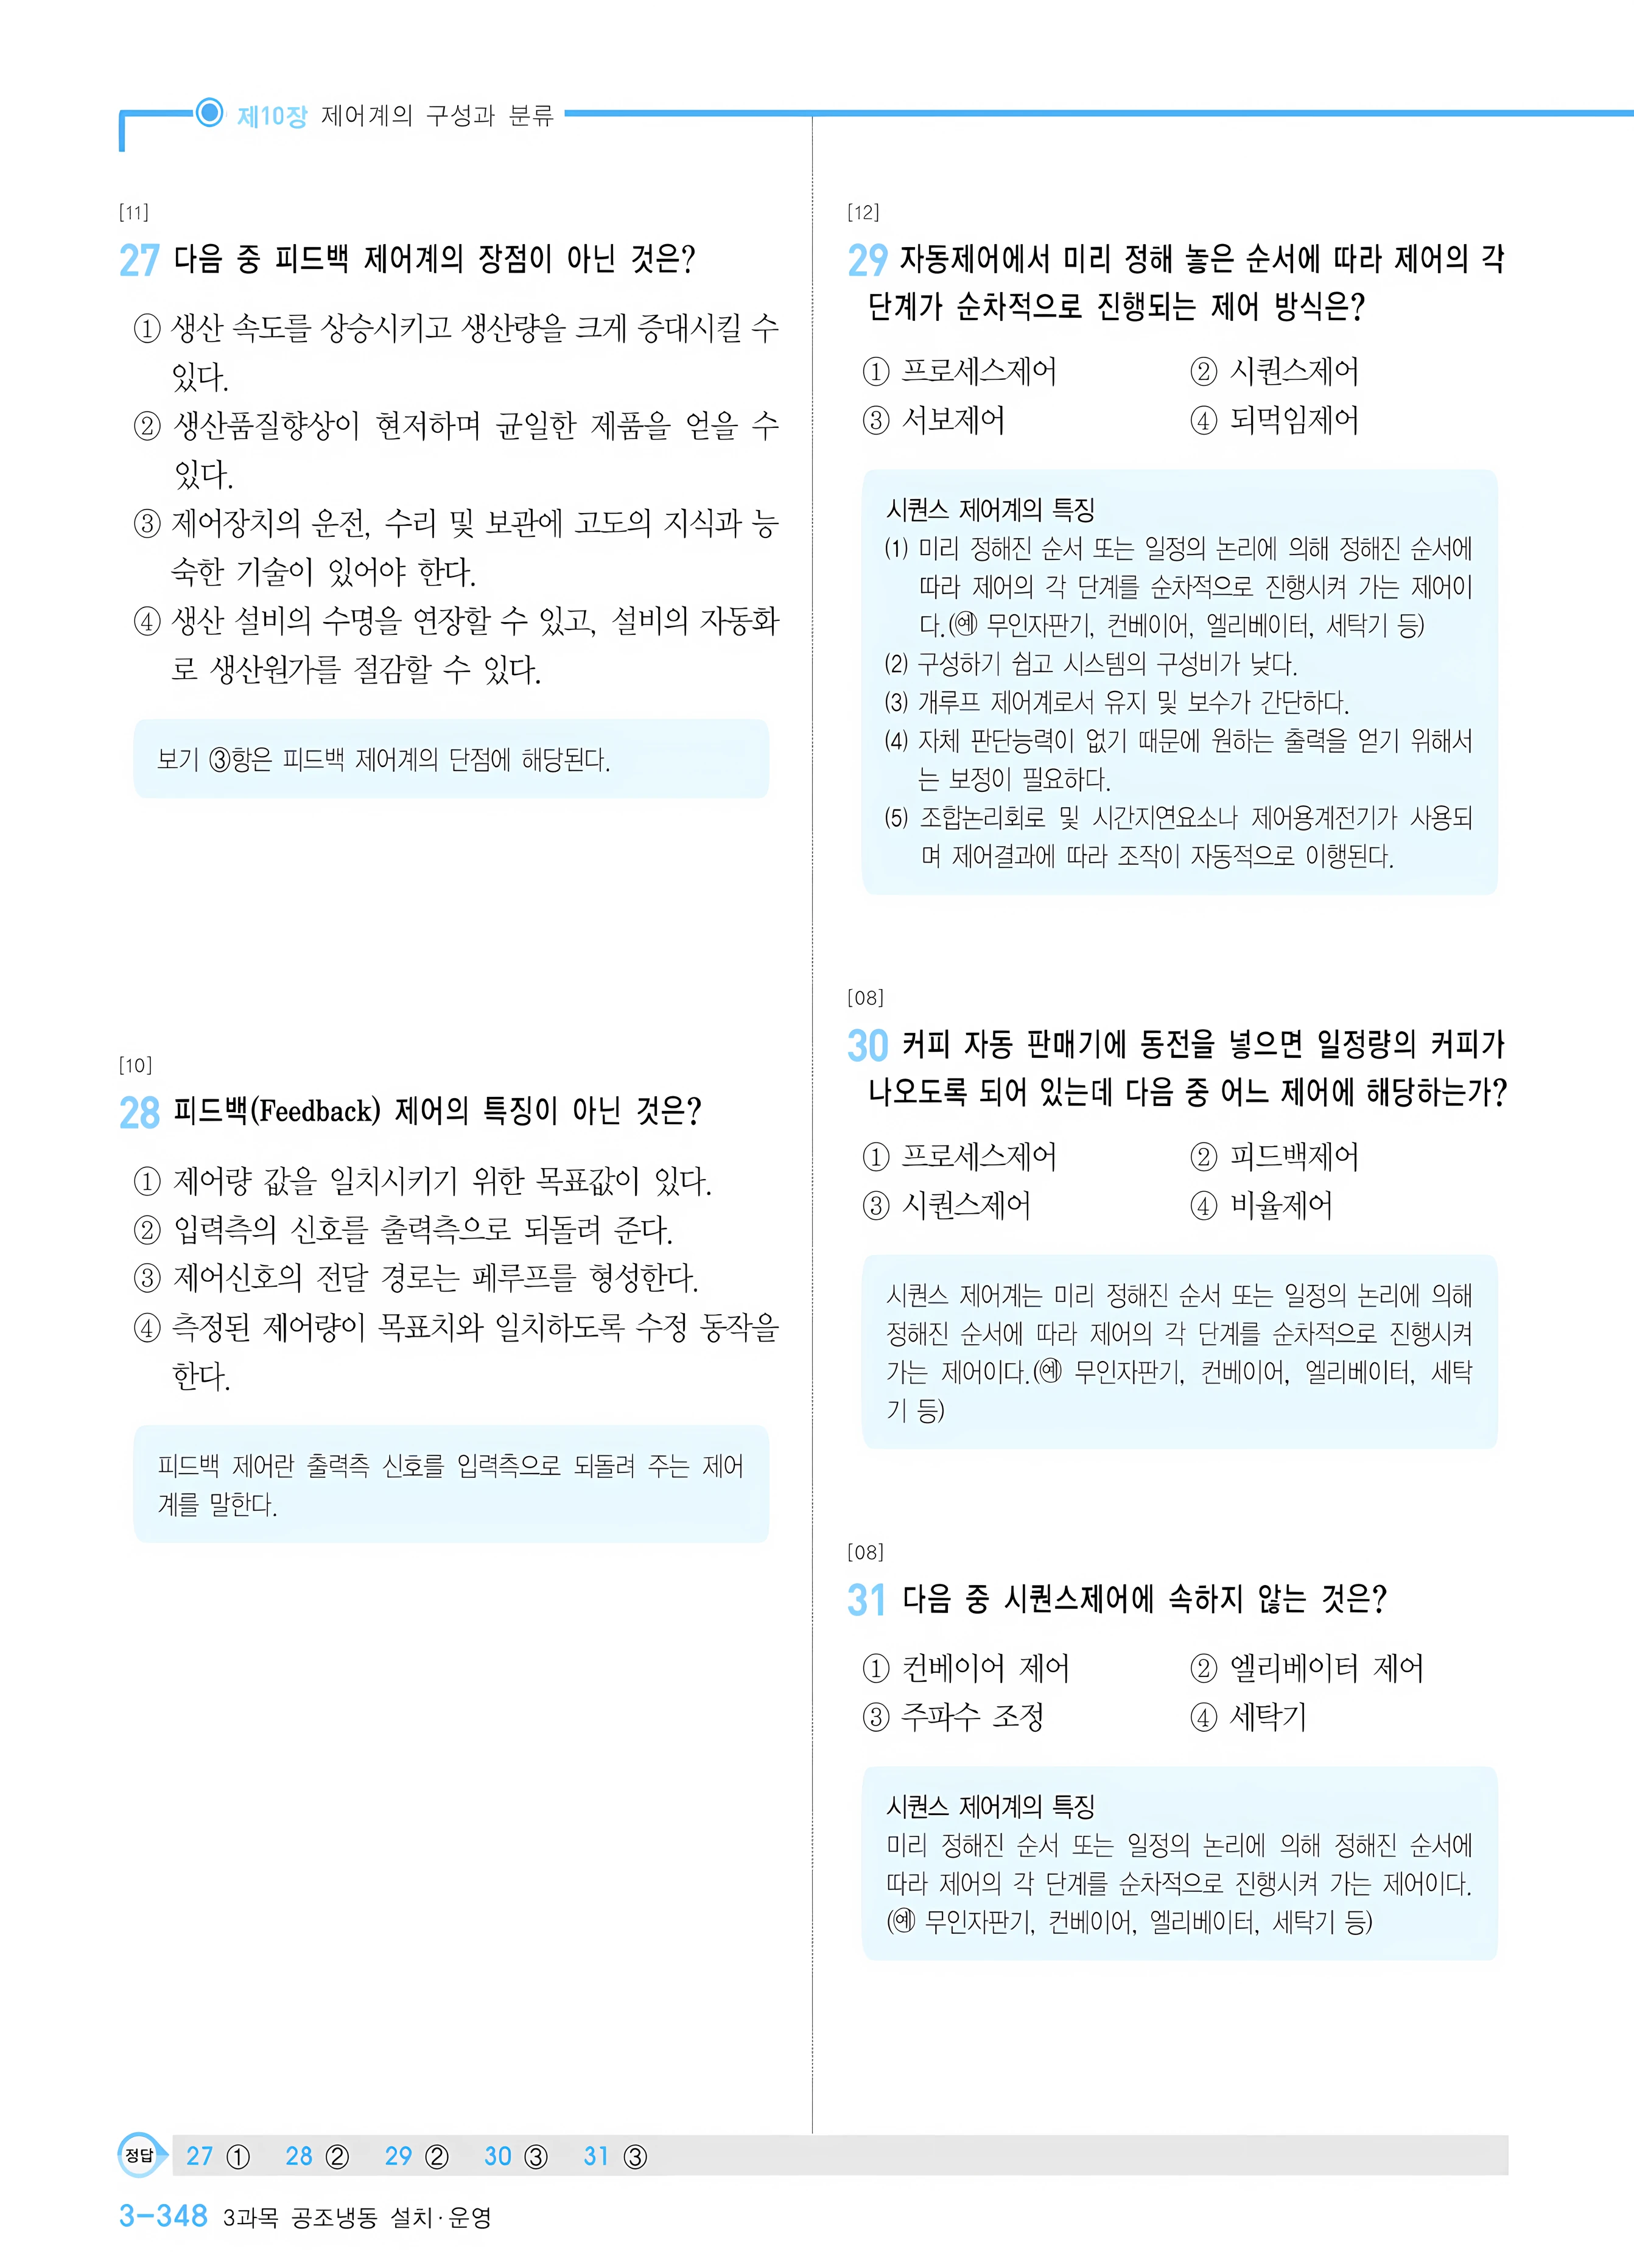 제10장 제어계의 구성과 분류
[11]
27 다음 중 피드백 제어계의 장점이 아닌 것은?
① 생산 속도를 상승시키고 생산량을 크게 증대시킬 수
있다.
② 생산품질향상이 현저하며 균일한 제품을 얻을 수
있다.
③ 제어장치의 운전, 수리 및 보관에 고도의 지식과 능
숙한 기술이 있어야 한다.
④ 생산 설비의 수명을 연장할 수 있고, 설비의 자동화
로 생산원가를 절감할 수 있다.
보기 ③항은 피드백 제어계의 단점에 해당된다.
[10]
28 피드백(Feedback) 제어의 특징이 아닌 것은?
① 제어량 값을 일치시키기 위한 목표값이 있다.
② 입력측의 신호를 출력측으로 되돌려 준다.
③ 제어신호의 전달 경로는 페루프를 형성한다.
④ 측정된 제어량이 목표치와 일치하도록 수정 동작을
한다.
피드백 제어란 출력측 신호를 입력측으로 되돌려 주는 제어
계를 말한다.
[12]
29 자동제어에서 미리 정해 놓은 순서에 따라 제어의 각
단계가 순차적으로 진행되는 제어 방식은?
① 프로세스제어 ② 시퀀스제어
③ 서보제어 ④ 되먹임제어
시퀀스 제어계의 특징
(1) 미리 정해진 순서 또는 일정의 논리에 의해 정해진 순서에
따라 제어의 각 단계를 순차적으로 진행시켜 가는 제어이
다.(예 무인자판기, 컨베이어, 엘리베이터, 세탁기 등)
(2) 구성하기 쉽고 시스템의 구성비가 낮다.
(3) 개루프 제어계로서 유지 및 보수가 간단하다.
(4) 자체 판단능력이 없기 때문에 원하는 출력을 얻기 위해서
는 보정이 필요하다.
(5) 조합논리회로 및 시간지연요소나 제어용계전기가 사용되
며 제어결과에 따라 조작이 자동적으로 이행된다.
[08]
30 커피 자동 판매기에 동전을 넣으면 일정량의 커피가
나오도록 되어 있는데 다음 중 어느 제어에 해당하는가?
① 프로세스제어 ② 피드백제어
③ 시퀀스제어 ④ 비율제어
시퀀스 제어계는 미리 정해진 순서 또는 일정의 논리에 의해
정해진 순서에 따라 제어의 각 단계를 순차적으로 진행시켜
가는 제어이다.(예 무인자판기, 컨베이어, 엘리베이터, 세탁
기 등)
[08]
31 다음 중 시퀀스제어에 속하지 않는 것은?
① 컨베이어 제어 ② 엘리베이터 제어
③ 주파수 조정 ④ 세탁기
시퀀스 제어계의 특징
미리 정해진 순서 또는 일정의 논리에 의해 정해진 순서에
따라 제어의 각 단계를 순차적으로 진행시켜 가는 제어이다.
(예 무인자판기, 컨베이어, 엘리베이터, 세탁기 등)
정답 27 ① 28 ② 29 ② 30 ③ 31 ③
3-348 3과목 공조냉동 설치·운영